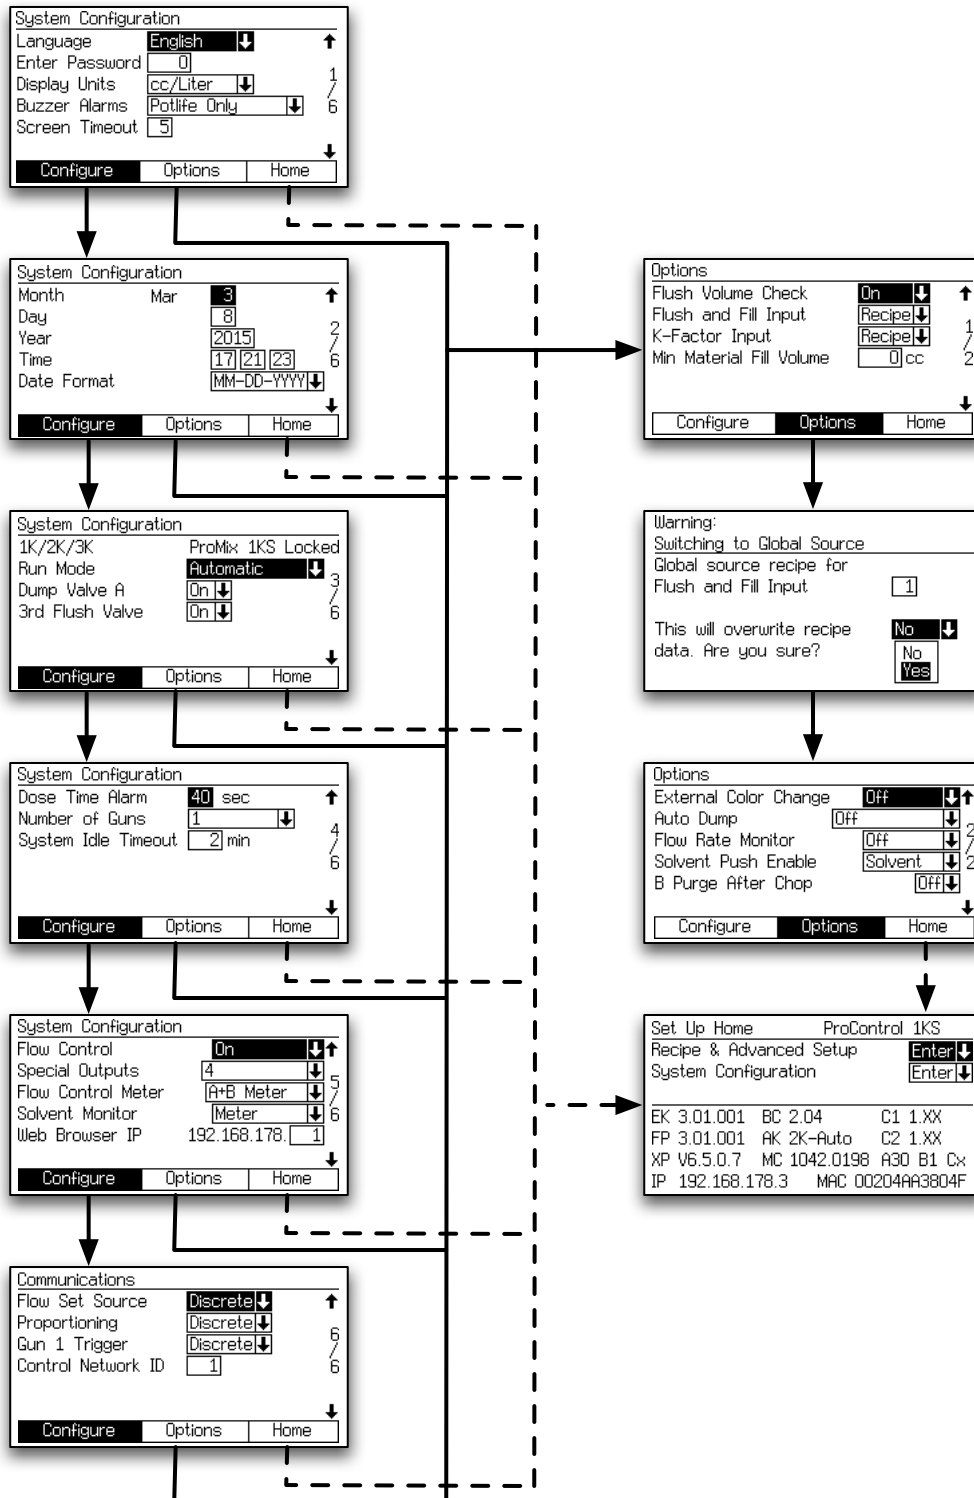 System Configuration
Language English
Enter Password 0
Display Units cc/Liter
Buzzer Alarms Potlife Only
Screen Timeout 5
1/6
Configure Options Home
System Configuration
Month Mar 3
Day 8
Year 2015
Time 17 21 23
Date Format MM-DD-YYYY
2/6
Configure Options Home
System Configuration
1K/2K/3K ProMix 1KS Locked
Run Mode Automatic
Dump Valve A On
3rd Flush Valve On
3/6
Configure Options Home
System Configuration
Dose Time Alarm 40 sec
Number of Guns 1
System Idle Timeout 2 min
4/6
Configure Options Home
System Configuration
Flow Control On
Special Outputs 4
Flow Control Meter A+B Meter
Solvent Monitor Meter
Web Browser IP 192.168.178. 1
5/6
Configure Options Home
Communications
Flow Set Source Discrete
Proportioning Discrete
Gun 1 Trigger Discrete
Control Network ID 1
6/6
Configure Options Home
Options
Flush Volume Check On
Flush and Fill Input Recipe
K-Factor Input Recipe
Min Material Fill Volume 0 cc
1/2
Configure Options Home
Warning:
Switching to Global Source
Global source recipe for
Flush and Fill Input 1
This will overwrite recipe No
data. Are you sure? No
Yes
Options
External Color Change Off
Auto Dump Off
Flow Rate Monitor Off
Solvent Push Enable Solvent
B Purge After Chop Off
2/2
Configure Options Home
Set Up Home ProControl 1KS
Recipe & Advanced Setup Enter
System Configuration Enter
EK 3.01.001 BC 2.04 C1 1.XX
FP 3.01.001 AK 2K-Auto C2 1.XX
XP V6.5.0.7 MC 1042.0198 A30 B1 Cx
IP 192.168.178.3 MAC 00204AA3804F